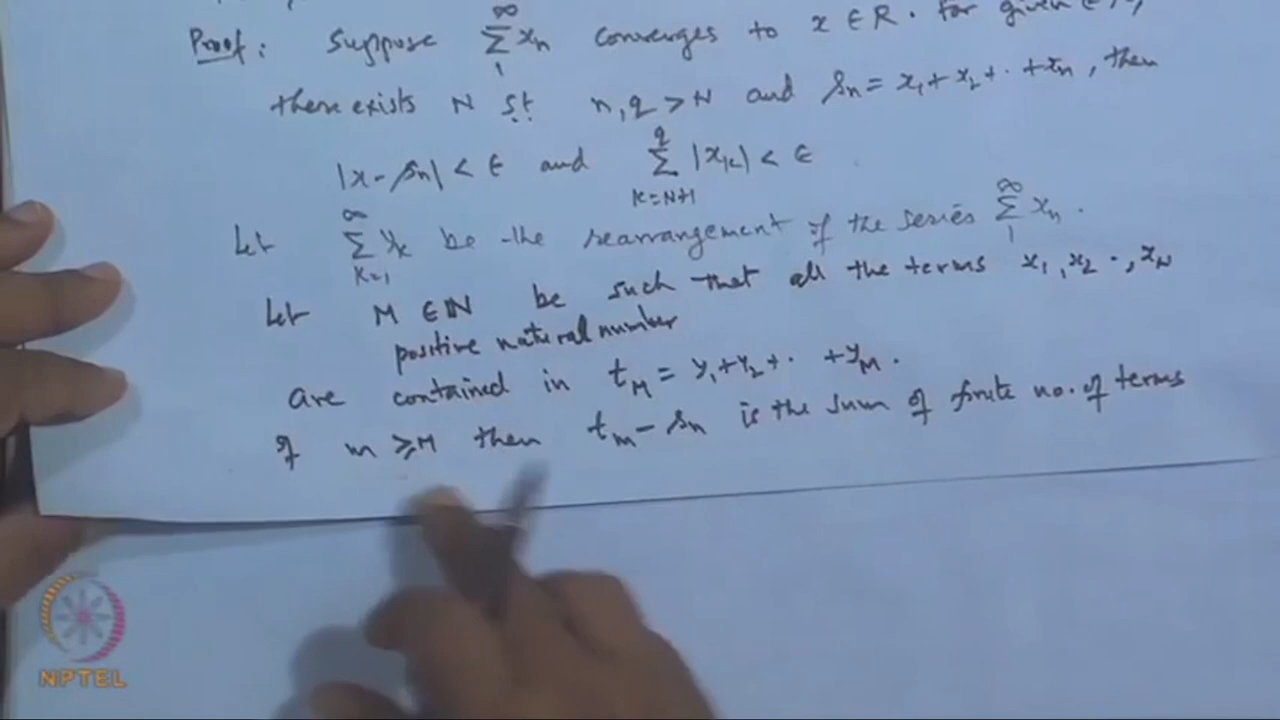 Proof: Suppose ∑_{1}^{∞} xn converges to x ∈ R. For given ∈
there exists N s.t n, q > N and sn = x1 + x2 + . + xn, then
|x - sn| < ∈ and ∑_{k=N+1}^{q} |xk| < ∈
Let ∑_{k=1}^{∞} yk be the rearrangement of the series ∑_{1}^{∞} xn.
Let M ∈ ℕ be such that all the terms x1, x2 ., xN
positive natural number
are contained in tM = y1 + y2 + . + yM.
If m ≥ M then tm - sn is the sum of finite no. of terms
NPTEL